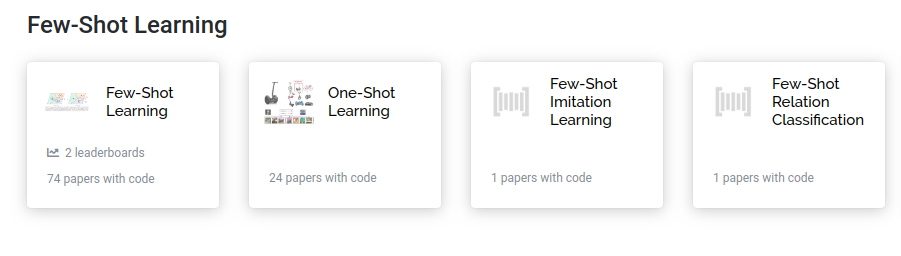 Few-Shot Learning
Few-Shot
Learning
2 leaderboards
74 papers with code
One-Shot
Learning
24 papers with code
Few-Shot
Imitation
Learning
1 papers with code
Few-Shot
Relation
Classification
1 papers with code